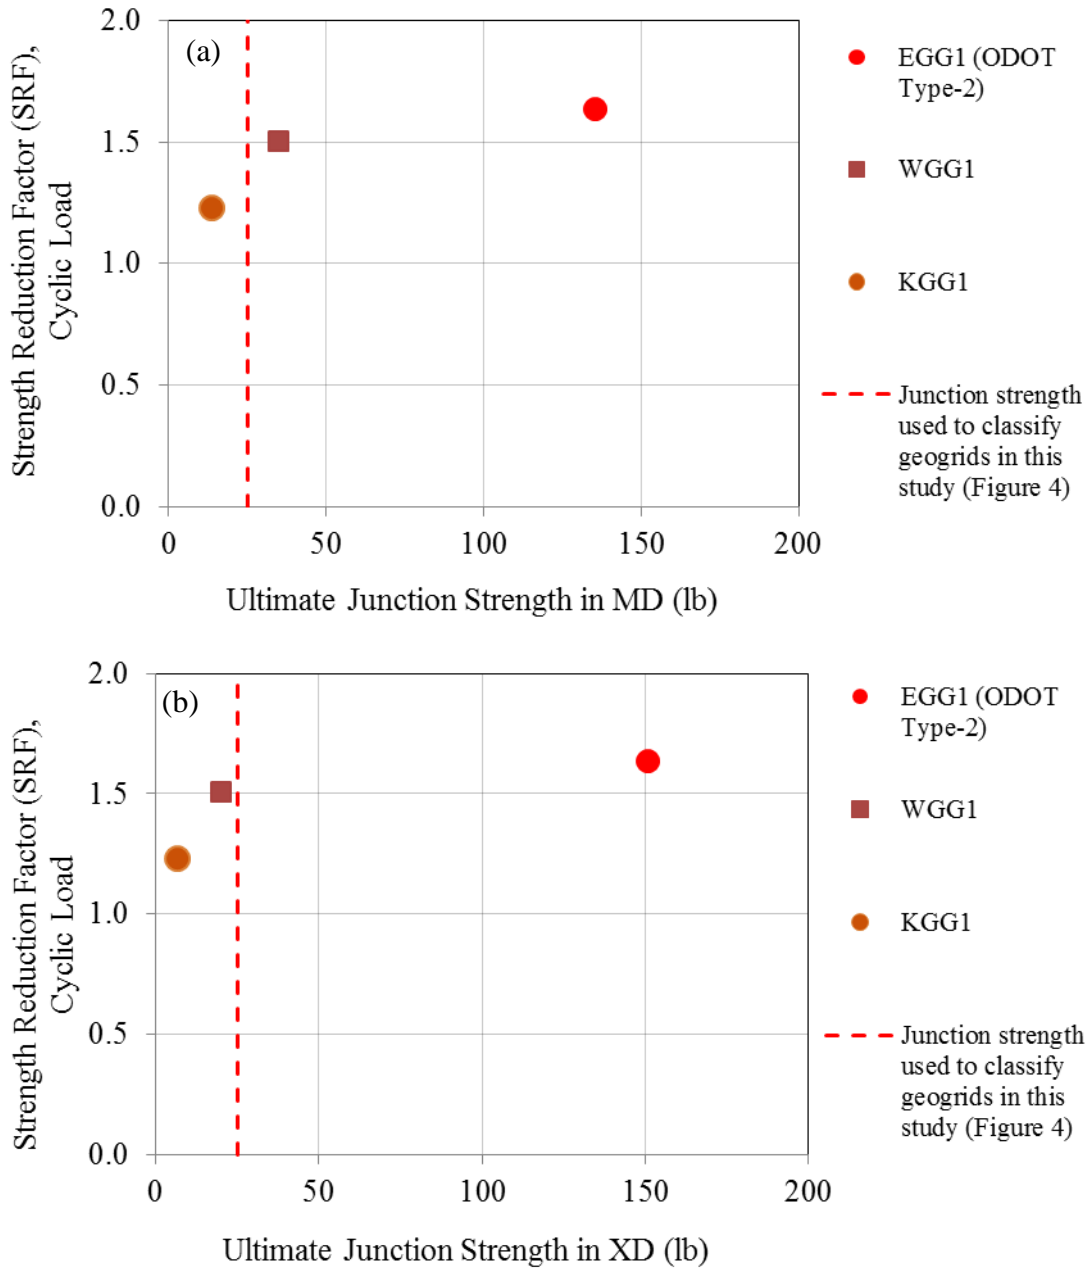 Strength Reduction Factor (SRF),
Cyclic Load
2.0
1.5
1.0
0.5
0.0
(a)
0 50 100 150 200
Ultimate Junction Strength in MD (lb)
EGG1 (ODOT
Type-2)
WGG1
KGG1
Junction strength
used to classify
geogrids in this
study (Figure 4)
Strength Reduction Factor (SRF),
Cyclic Load
2.0
1.5
1.0
0.5
0.0
(b)
0 50 100 150 200
Ultimate Junction Strength in XD (lb)
EGG1 (ODOT
Type-2)
WGG1
KGG1
Junction strength
used to classify
geogrids in this
study (Figure 4)